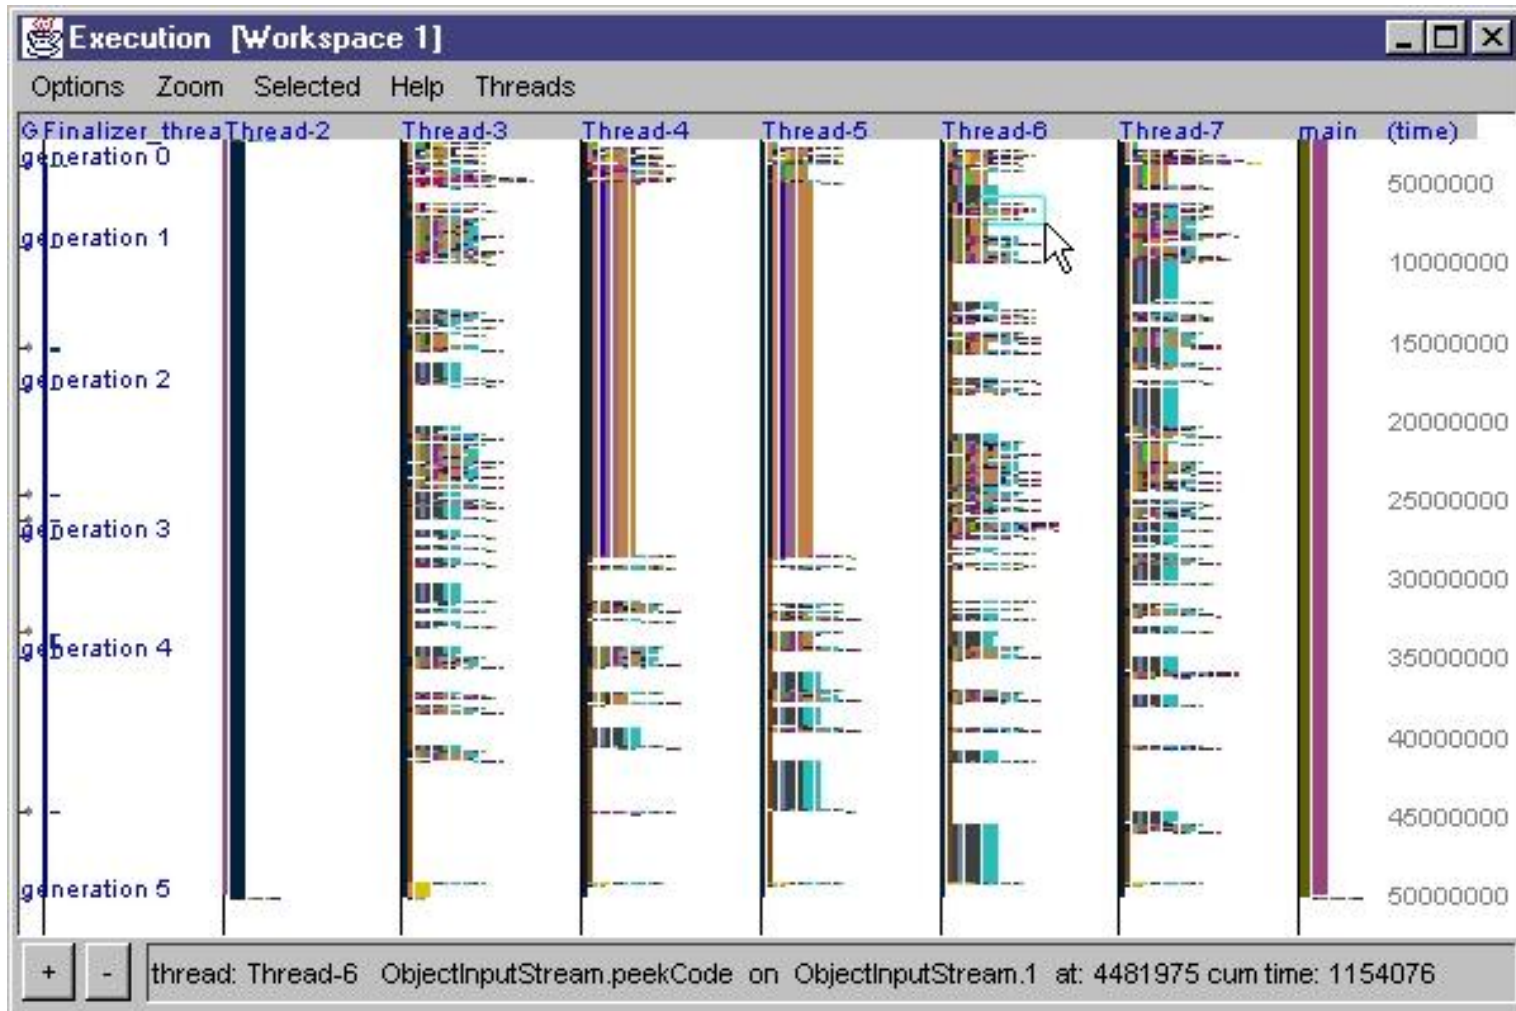 Execution [Workspace 1]
Options Zoom Selected Help Threads
G Finalizer_threa Thread-2 Thread-3 Thread-4 Thread-5 Thread-6 Thread-7 main (time)
generation 0
5000000
generation 1
10000000
15000000
generation 2
20000000
25000000
generation 3
30000000
generation 4
35000000
40000000
45000000
generation 5
50000000
+ - thread: Thread-6 ObjectInputStream.peekCode on ObjectInputStream.1 at: 4481975 cum time: 1154076